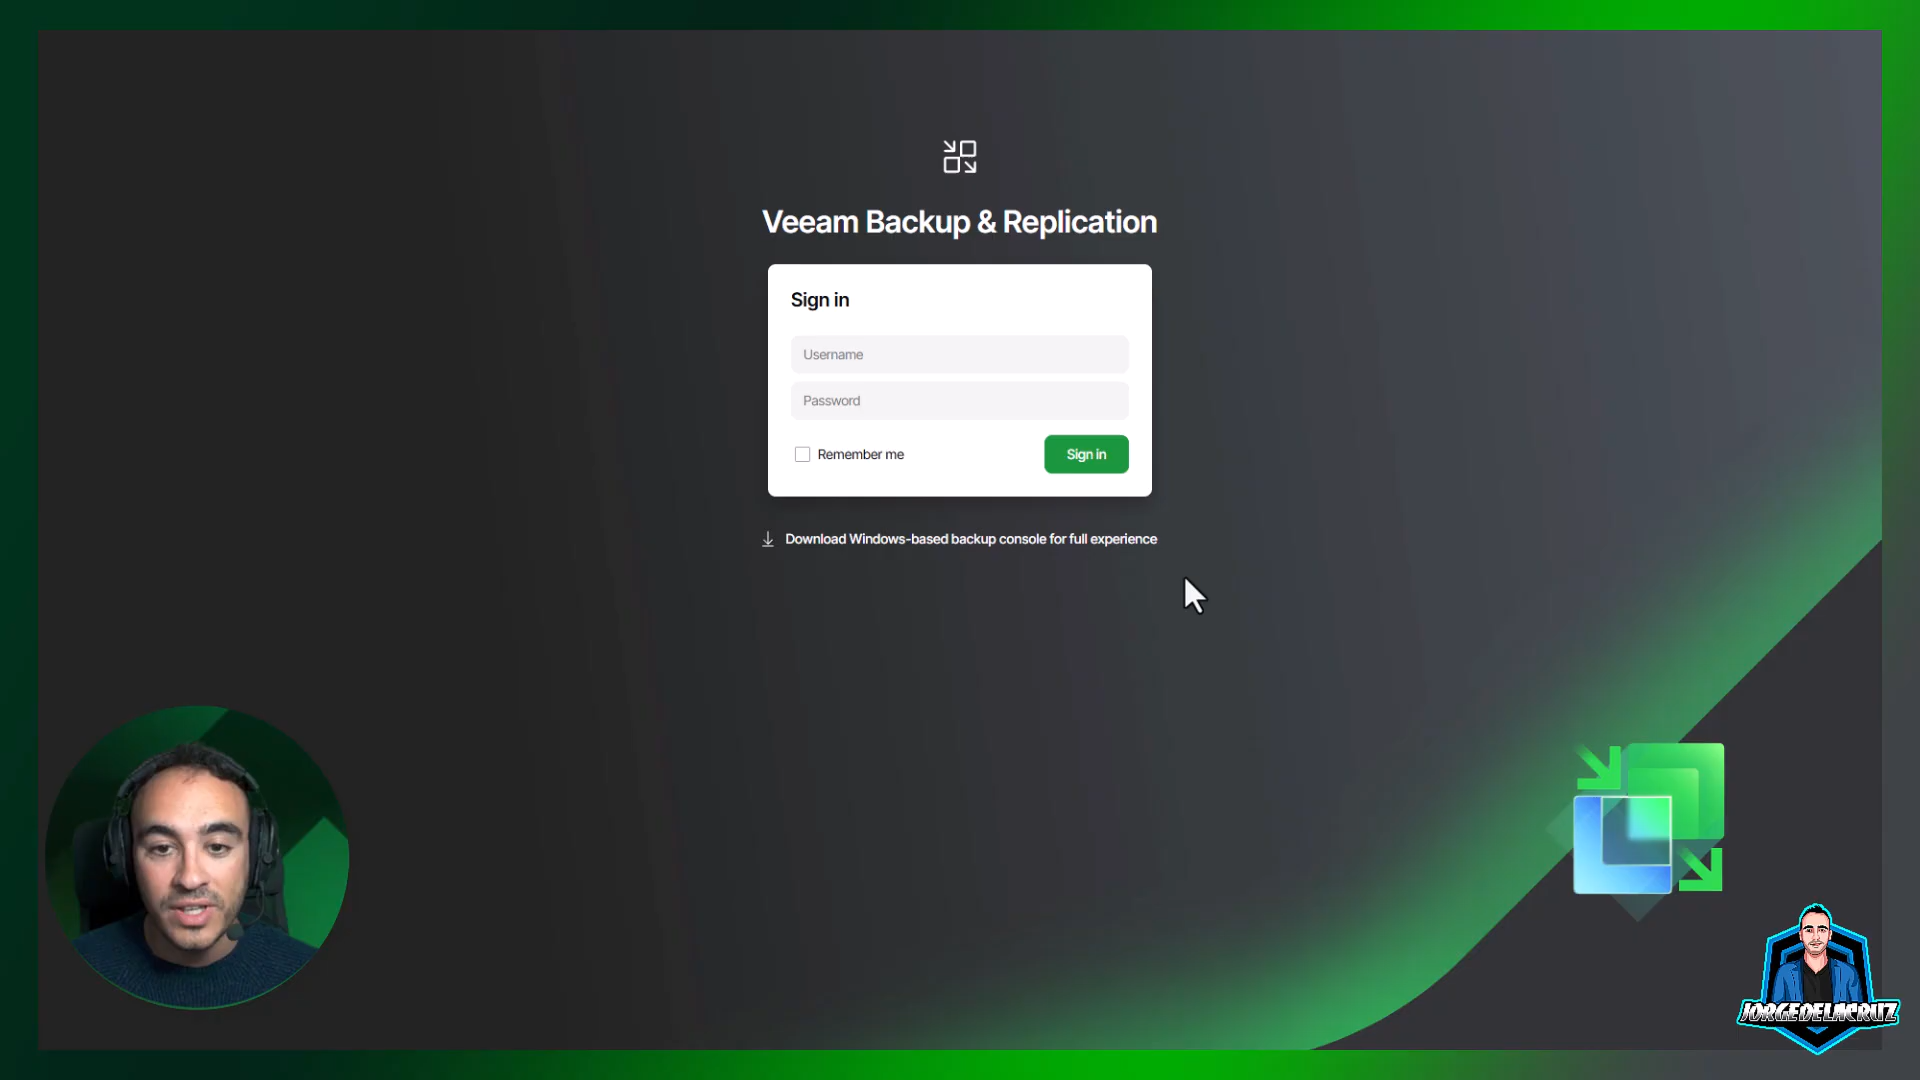 Veeam Backup & Replication
Sign in
Username
Password
Remember me
Sign in
Download Windows-based backup console for full experience
JORGEDELACRUZ